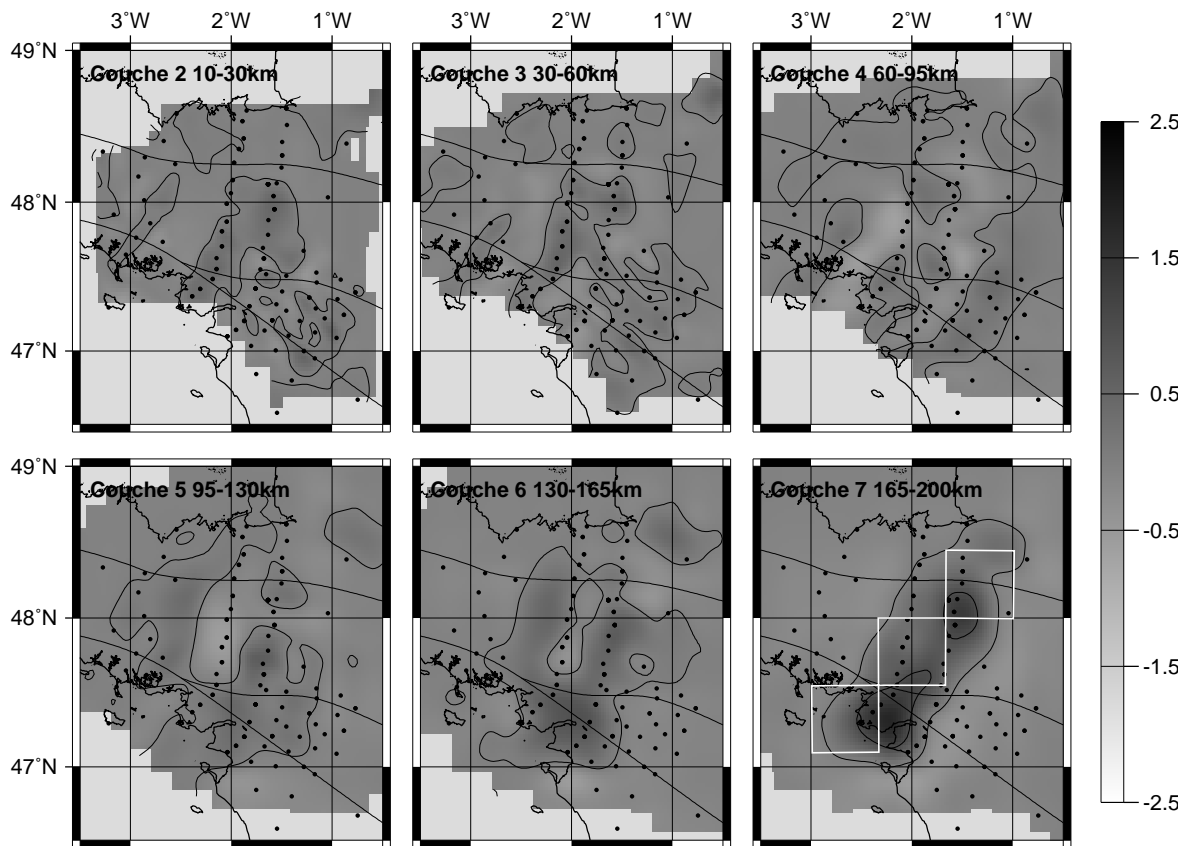 3˚W 2˚W 1˚W 3˚W 2˚W 1˚W 3˚W 2˚W 1˚W
49˚N
Couche 2 10-30km Couche 3 30-60km Couche 4 60-95km
48˚N
47˚N
2.5
1.5
0.5
-0.5
-1.5
-2.5
49˚N
Couche 5 95-130km Couche 6 130-165km Couche 7 165-200km
48˚N
47˚N